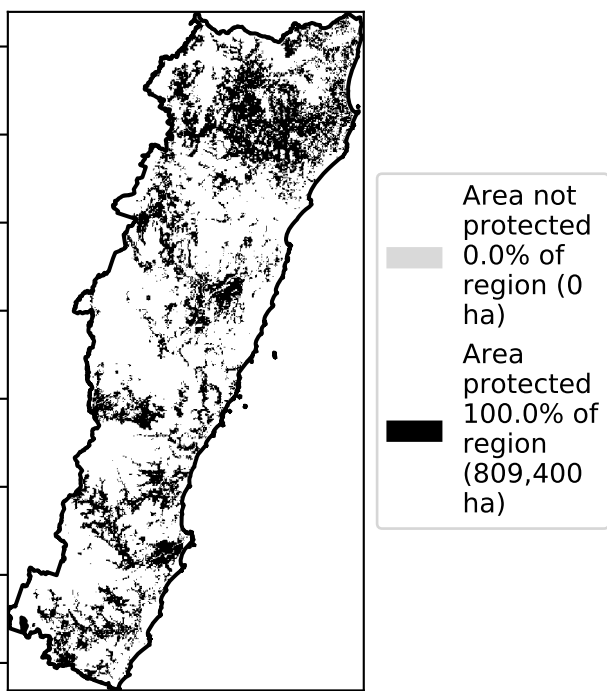 Area not
protected
0.0% of
region (0
ha)
Area
protected
100.0% of
region
(809,400
ha)